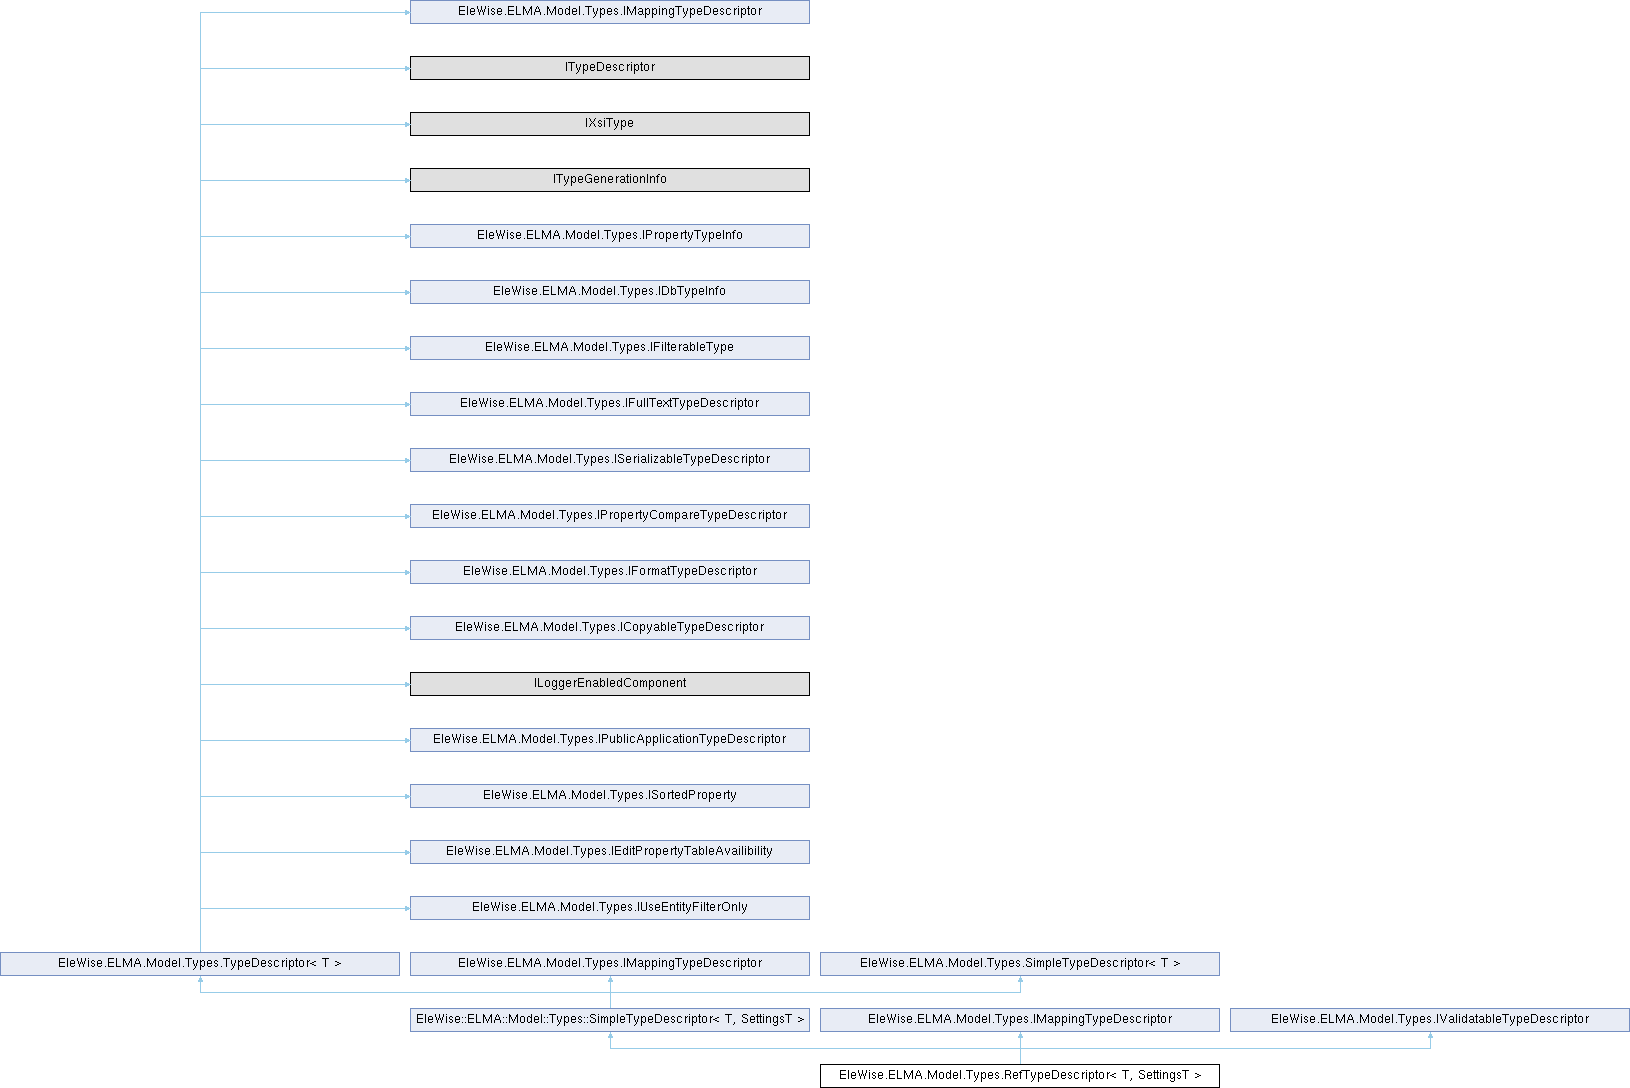 EleWise.ELMA.Model.Types.IMappingTypeDescriptor
ITypeDescriptor
IXsiType
ITypeGenerationInfo
EleWise.ELMA.Model.Types.IPropertyTypeInfo
EleWise.ELMA.Model.Types.IDbTypeInfo
EleWise.ELMA.Model.Types.IFilterableType
EleWise.ELMA.Model.Types.IFullTextTypeDescriptor
EleWise.ELMA.Model.Types.ISerializableTypeDescriptor
EleWise.ELMA.Model.Types.IPropertyCompareTypeDescriptor
EleWise.ELMA.Model.Types.IFormatTypeDescriptor
EleWise.ELMA.Model.Types.ICopyableTypeDescriptor
ILoggerEnabledComponent
EleWise.ELMA.Model.Types.IPublicApplicationTypeDescriptor
EleWise.ELMA.Model.Types.ISortedProperty
EleWise.ELMA.Model.Types.IEditPropertyTableAvailibility
EleWise.ELMA.Model.Types.IUseEntityFilterOnly
EleWise.ELMA.Model.Types.TypeDescriptor< T >
EleWise.ELMA.Model.Types.IMappingTypeDescriptor
EleWise.ELMA.Model.Types.SimpleTypeDescriptor< T >
EleWise::ELMA::Model::Types::SimpleTypeDescriptor< T, SettingsT >
EleWise.ELMA.Model.Types.IMappingTypeDescriptor
EleWise.ELMA.Model.Types.IValidatableTypeDescriptor
EleWise.ELMA.Model.Types.RefTypeDescriptor< T, SettingsT >